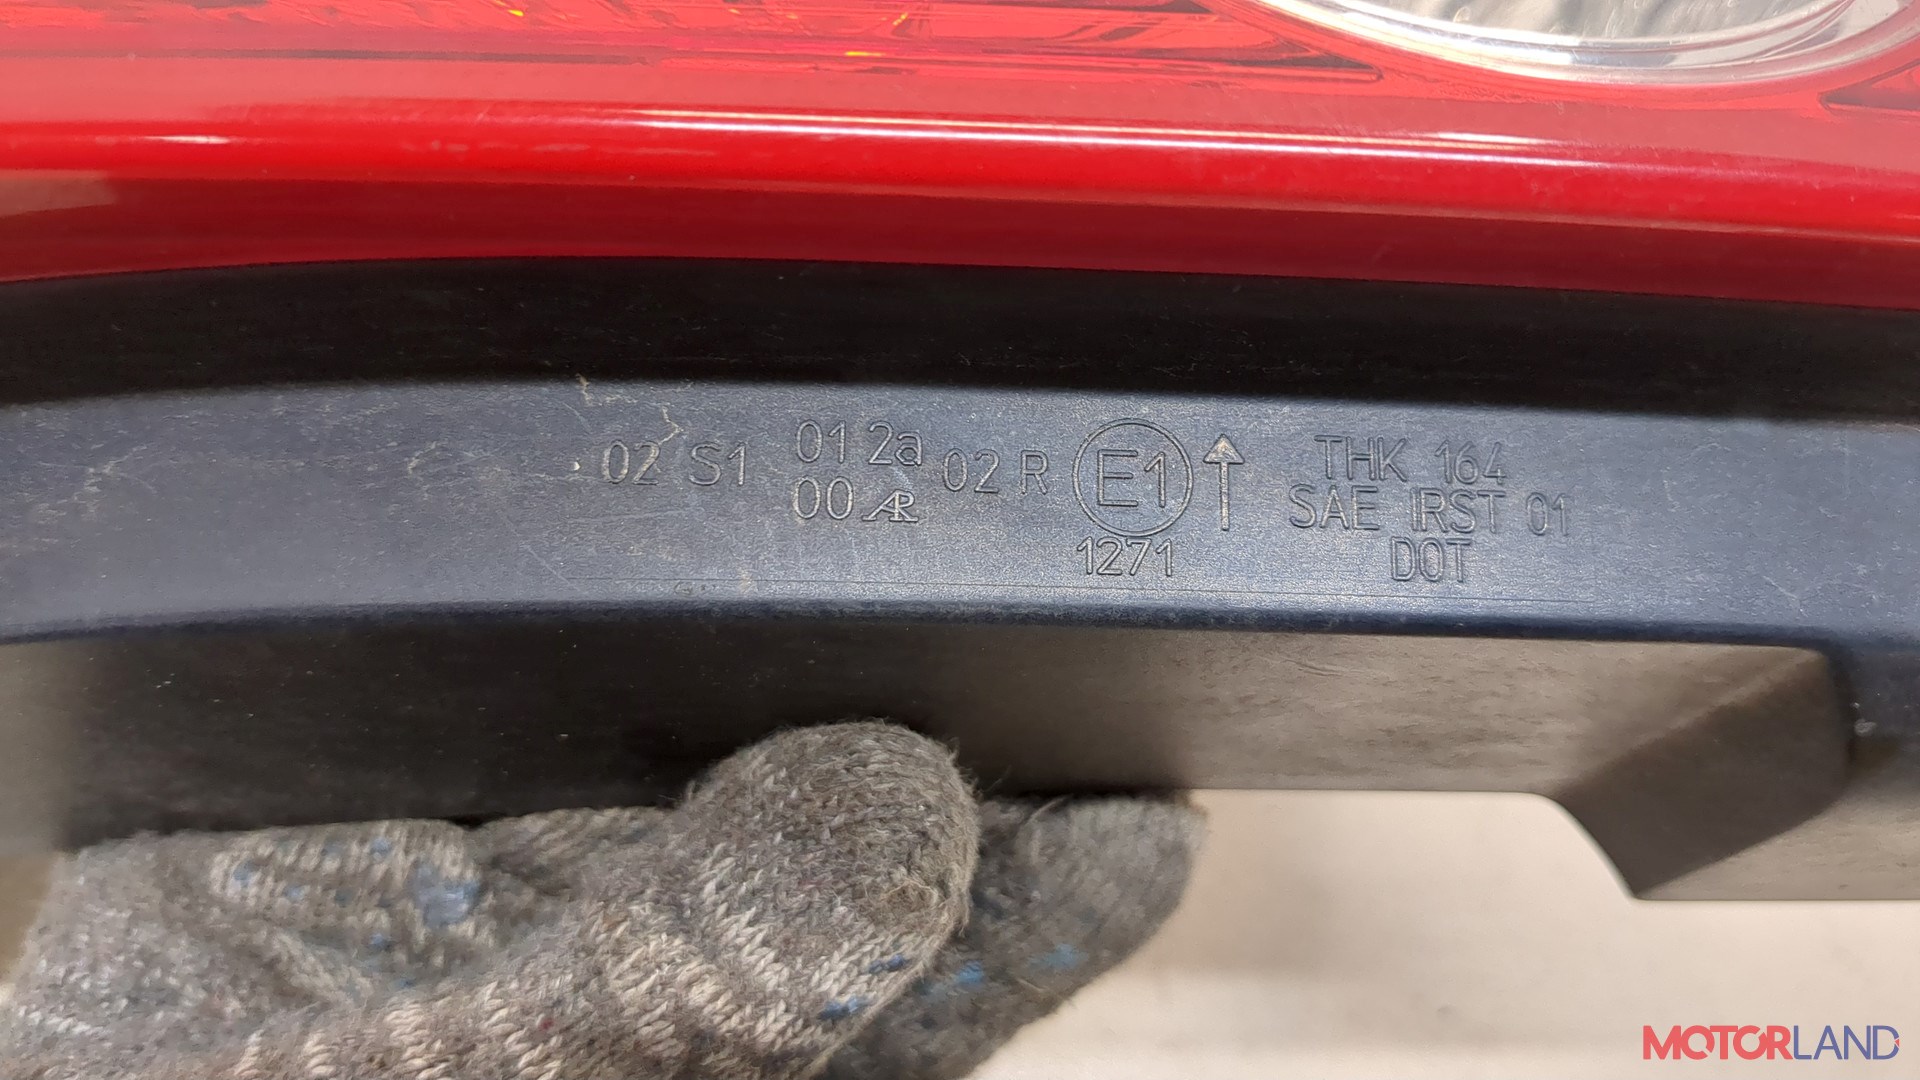 02 S1 01 2a 02 R E1 ↑ THK 164
00 AR 1271 SAE IRST 01
DOT
MOTORLAND